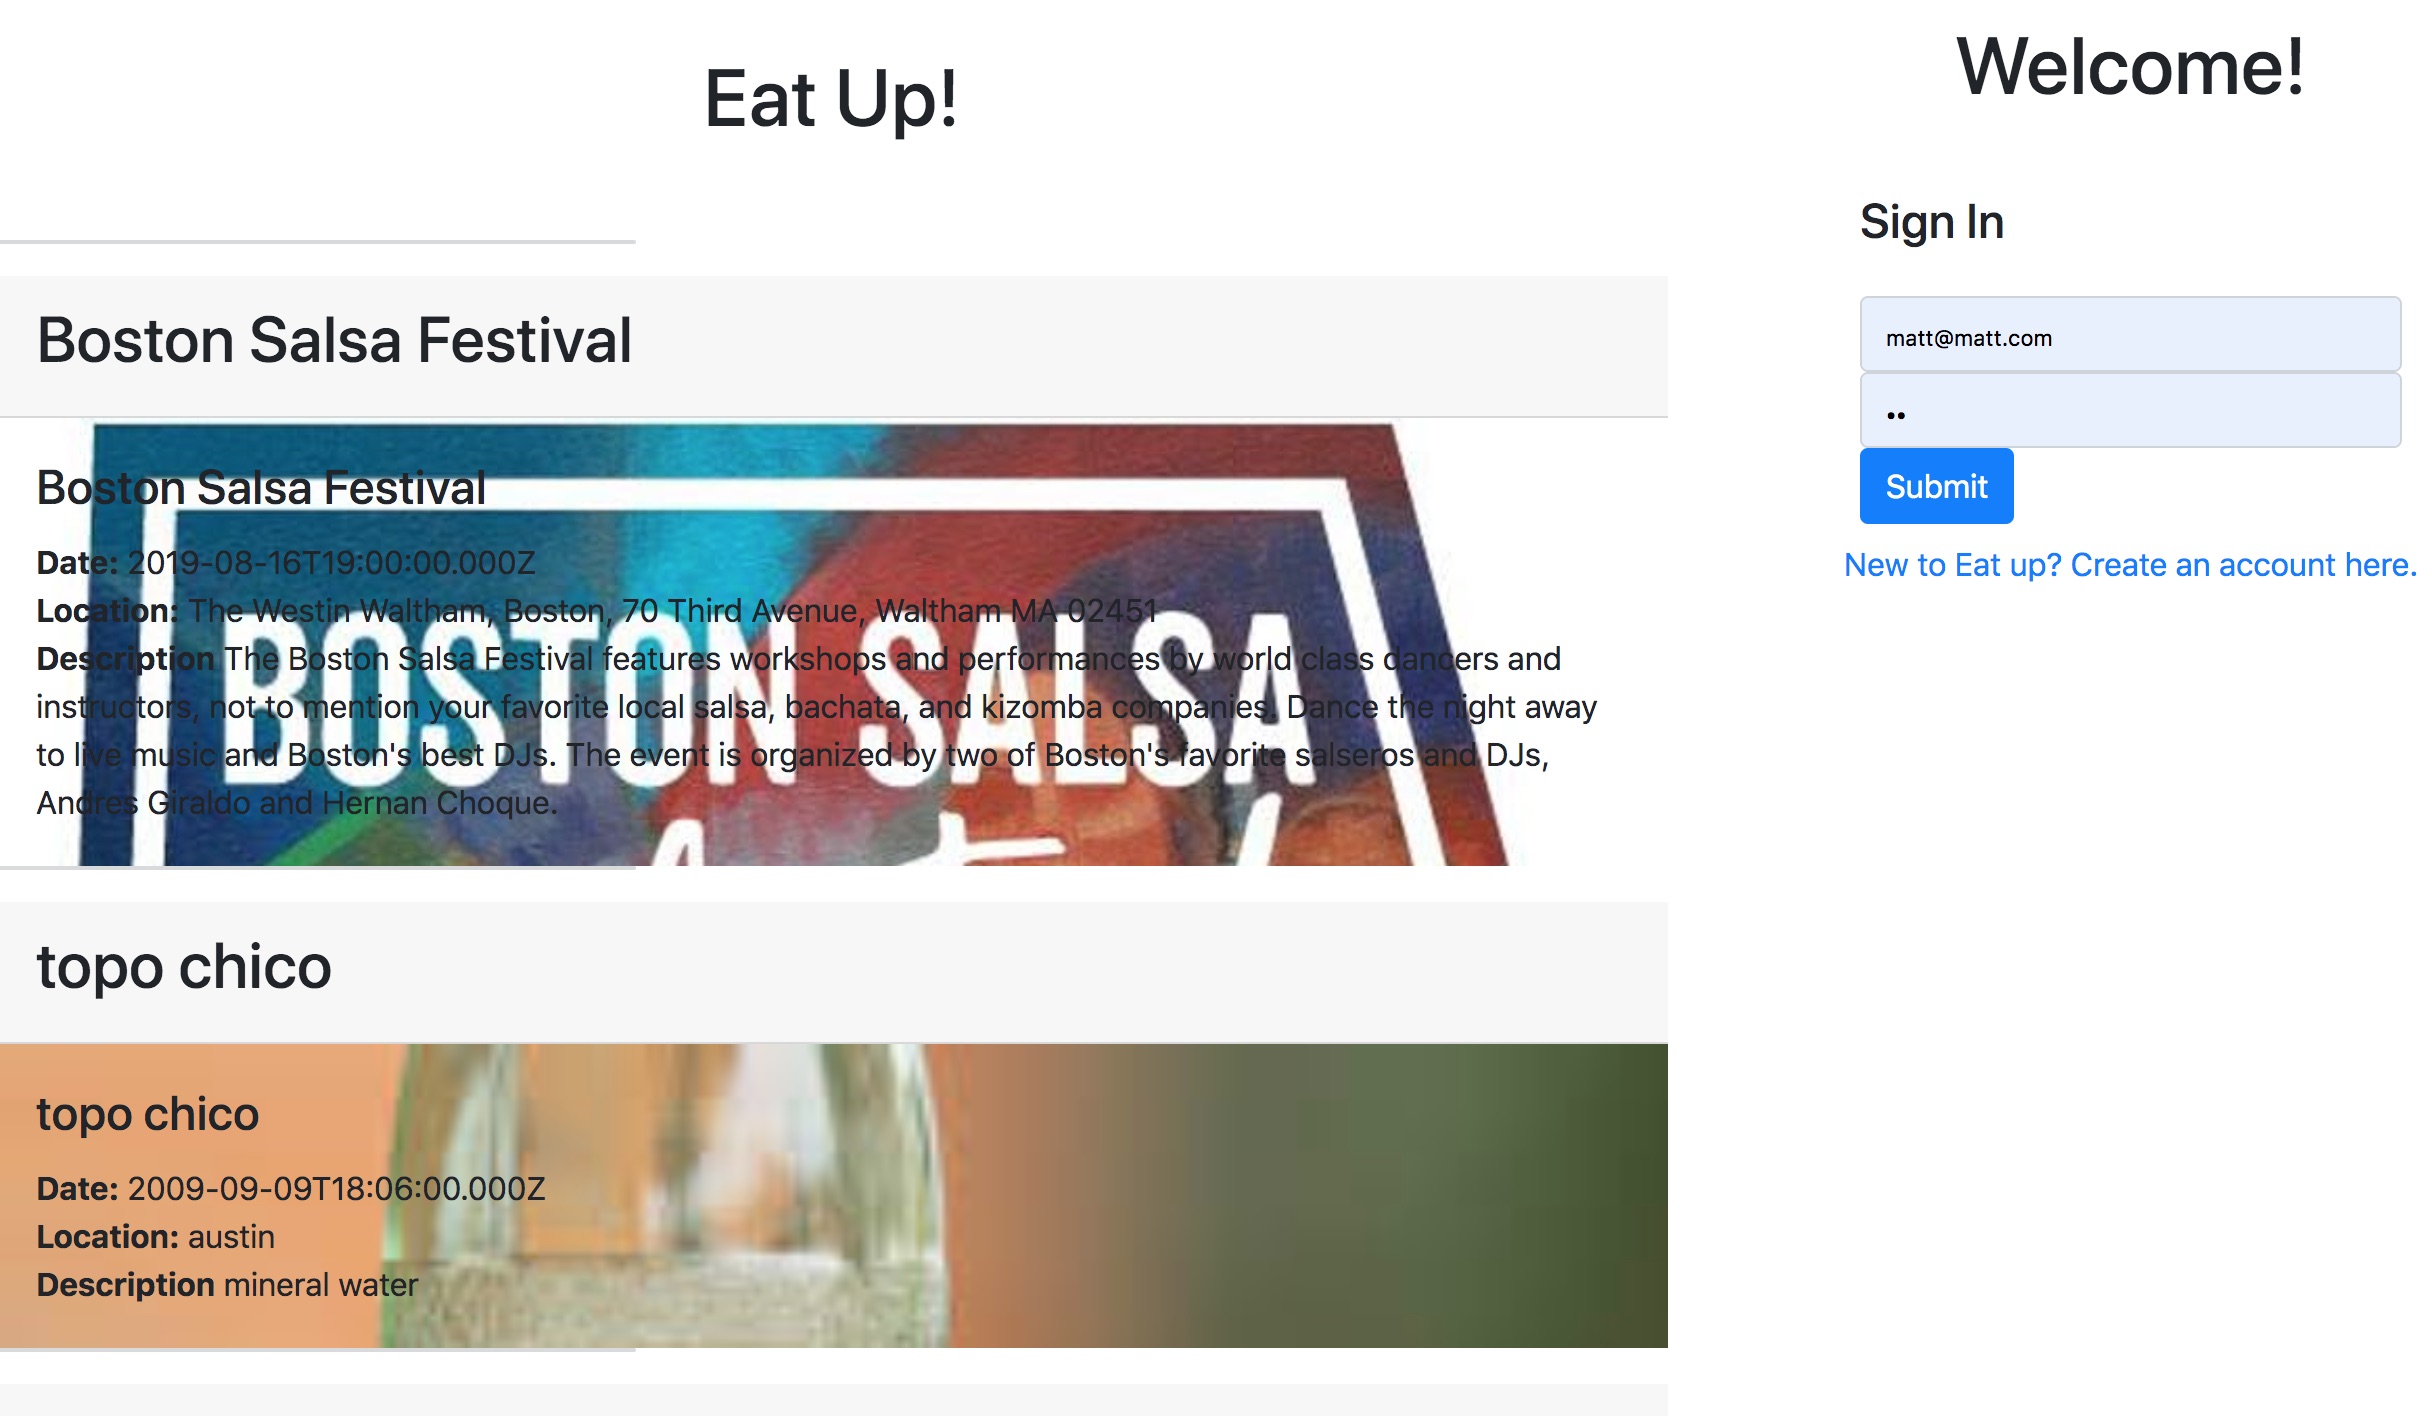 Eat Up!
Boston Salsa Festival
Boston Salsa Festival
Date: 2019-08-16T19:00:00.000Z
Location: The Westin Waltham, Boston, 70 Third Avenue, Waltham MA 02451
Description The Boston Salsa Festival features workshops and performances by world class dancers and
instructors, not to mention your favorite local salsa, bachata, and kizomba companies. Dance the night away
to live music and Boston's best DJs. The event is organized by two of Boston's favorite salseros and DJs,
Andres Giraldo and Hernan Choque.
BOSTON SALSA
topo chico
topo chico
Date: 2009-09-09T18:06:00.000Z
Location: austin
Description mineral water
Welcome!
Sign In
matt@matt.com
••
Submit
New to Eat up? Create an account here.